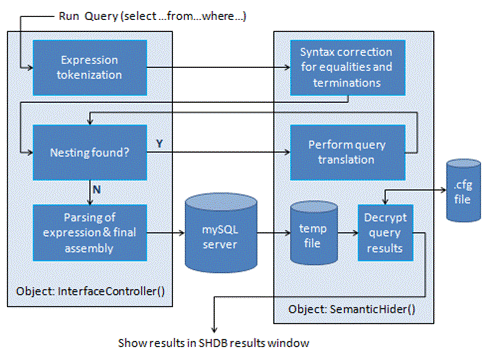 Run Query (select ...from...where...)
Expression
tokenization
Syntax correction
for equalities and
terminations
Nesting found?
Y
Perform query
translation
N
Parsing of
expression & final
assembly
mySQL
server
temp
file
Decrypt
query
results
.cfg
file
Object: InterfaceController()
Object: SemanticHider()
Show results in SHDB results window